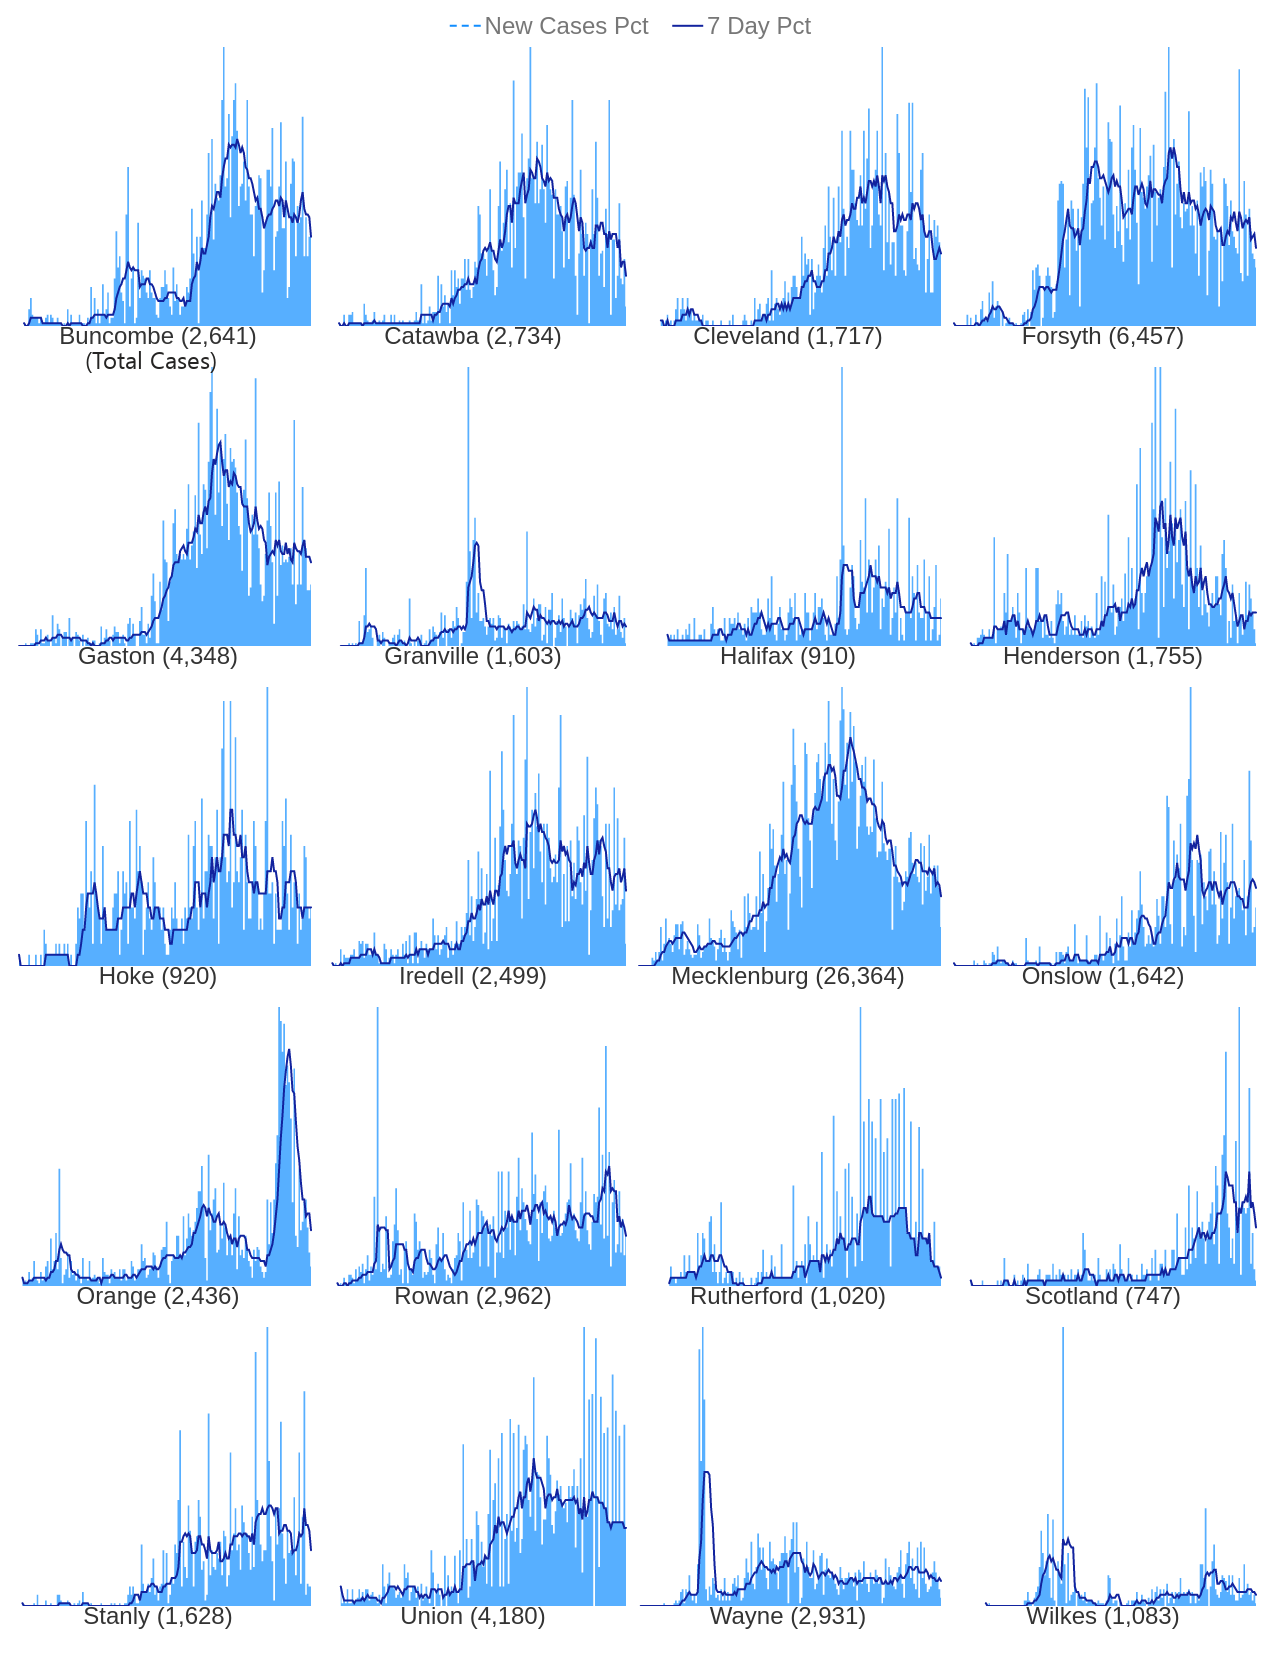 New Cases Pct 7 Day Pct
Buncombe (2,641) Catawba (2,734) Cleveland (1,717) Forsyth (6,457)
(Total Cases)
Gaston (4,348) Granville (1,603) Halifax (910) Henderson (1,755)
Hoke (920) Iredell (2,499) Mecklenburg (26,364) Onslow (1,642)
Orange (2,436) Rowan (2,962) Rutherford (1,020) Scotland (747)
Stanly (1,628) Union (4,180) Wayne (2,931) Wilkes (1,083)